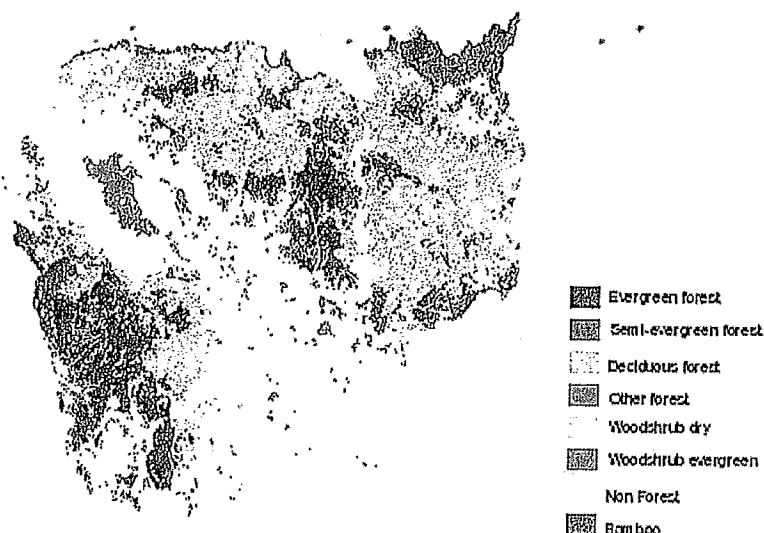 Evergreen forest
Semi-evergreen forest
Deciduous forest
Other forest
Woodshrub dry
Woodshrub evergreen
Non Forest
Bamboo